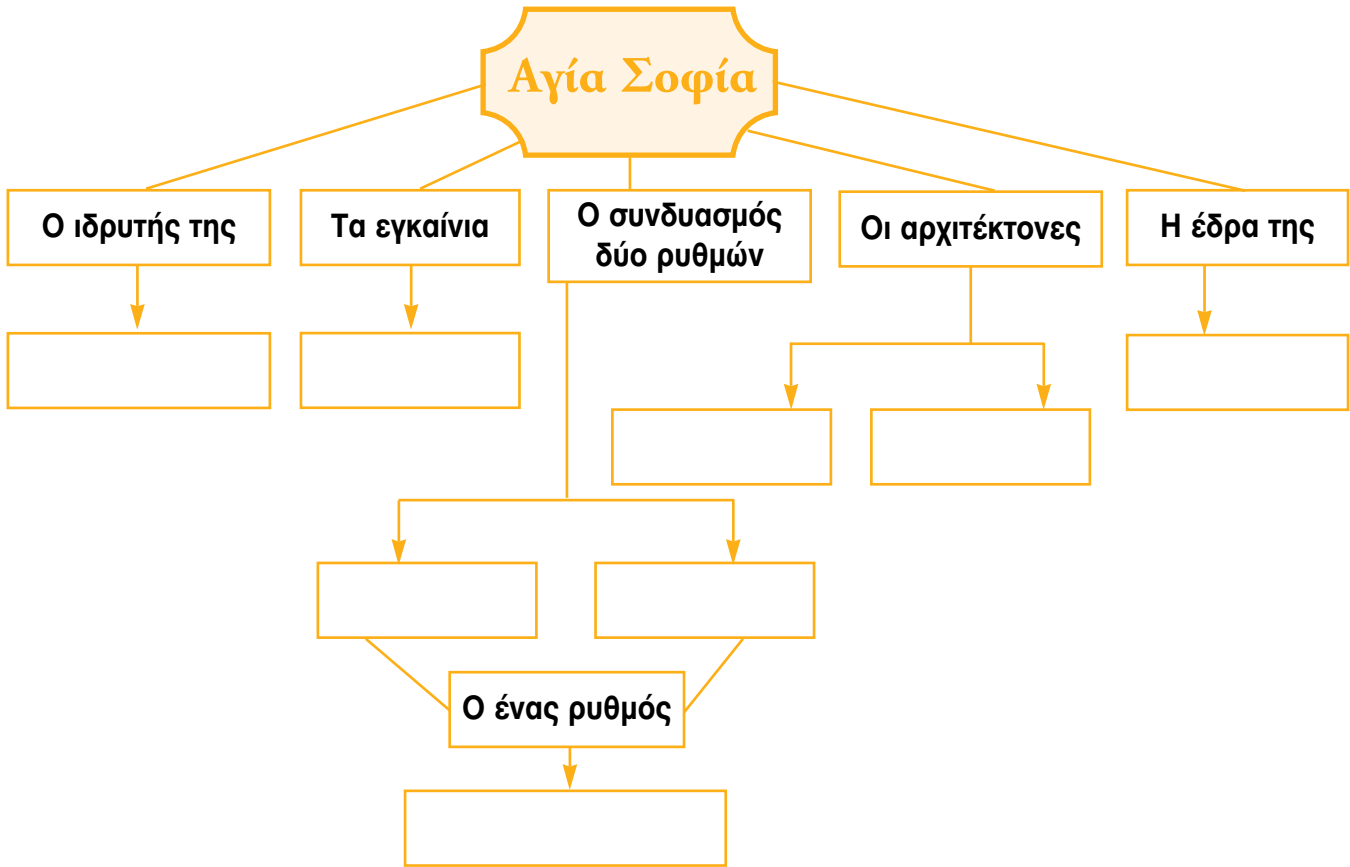 Αγία Σοφία
Ο ιδρυτής της
Τα εγκαίνια
Ο συνδυασμός
δύο ρυθμών
Οι αρχιτέκτονες
Η έδρα της
Ο ένας ρυθμός